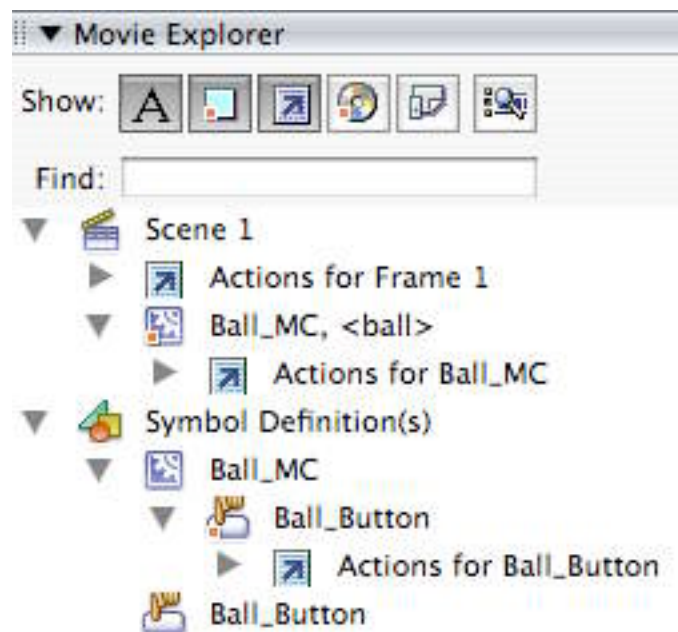 Movie Explorer
Show: A
Find:
Scene 1
Actions for Frame 1
Ball_MC, <ball>
Actions for Ball_MC
Symbol Definition(s)
Ball_MC
Ball_Button
Actions for Ball_Button
Ball_Button